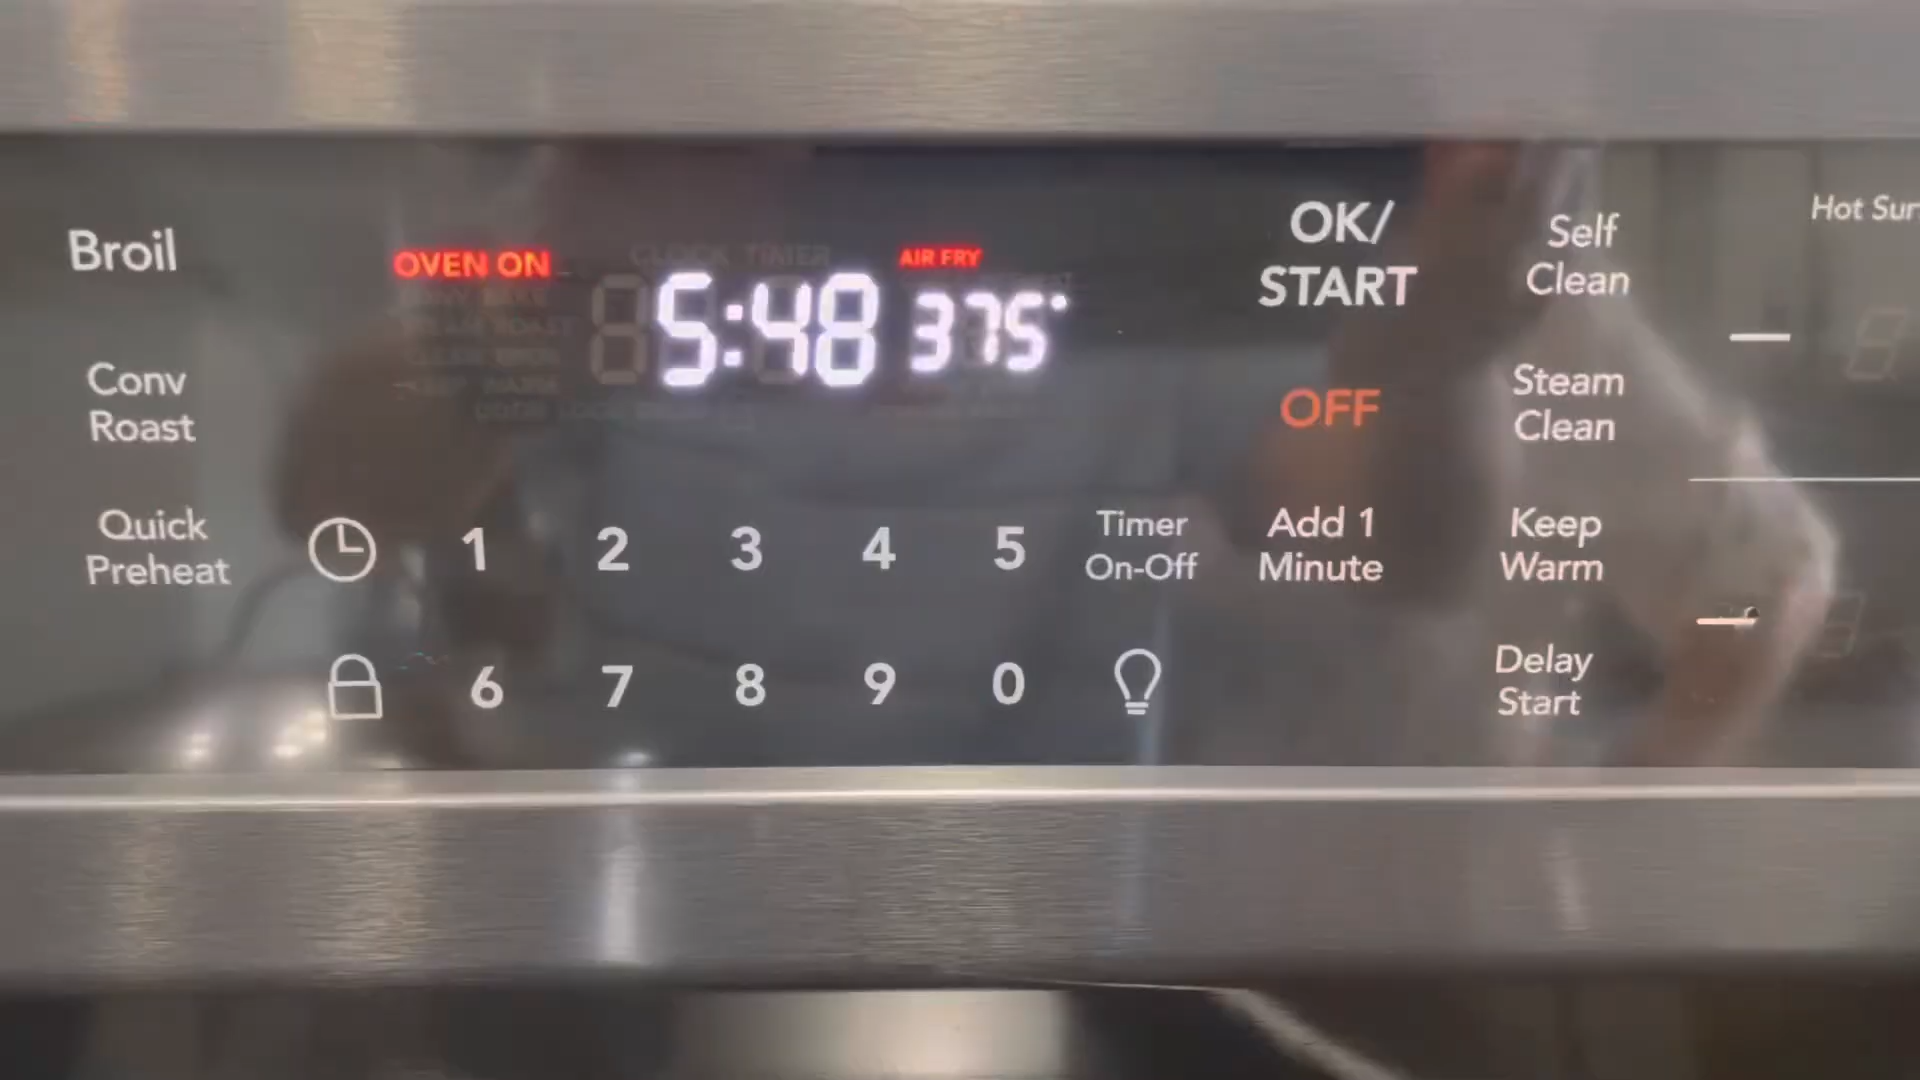 Broil
Conv
Roast
Quick
Preheat
OVEN ON
CLOCK TIMER
5:48
AIR FRY
375°
1 2 3 4 5
6 7 8 9 0
Timer
On-Off
OK/
START
OFF
Add 1
Minute
Self
Clean
Steam
Clean
Keep
Warm
Delay
Start
Hot Sur